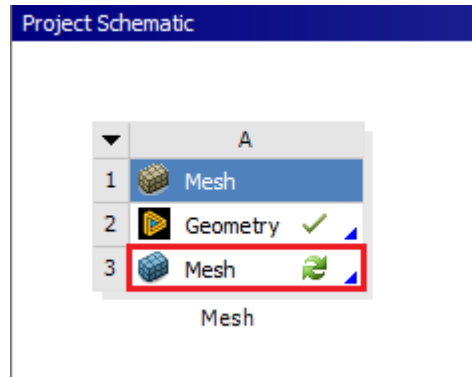 Project Schematic
A
1 Mesh
2 Geometry
3 Mesh
Mesh